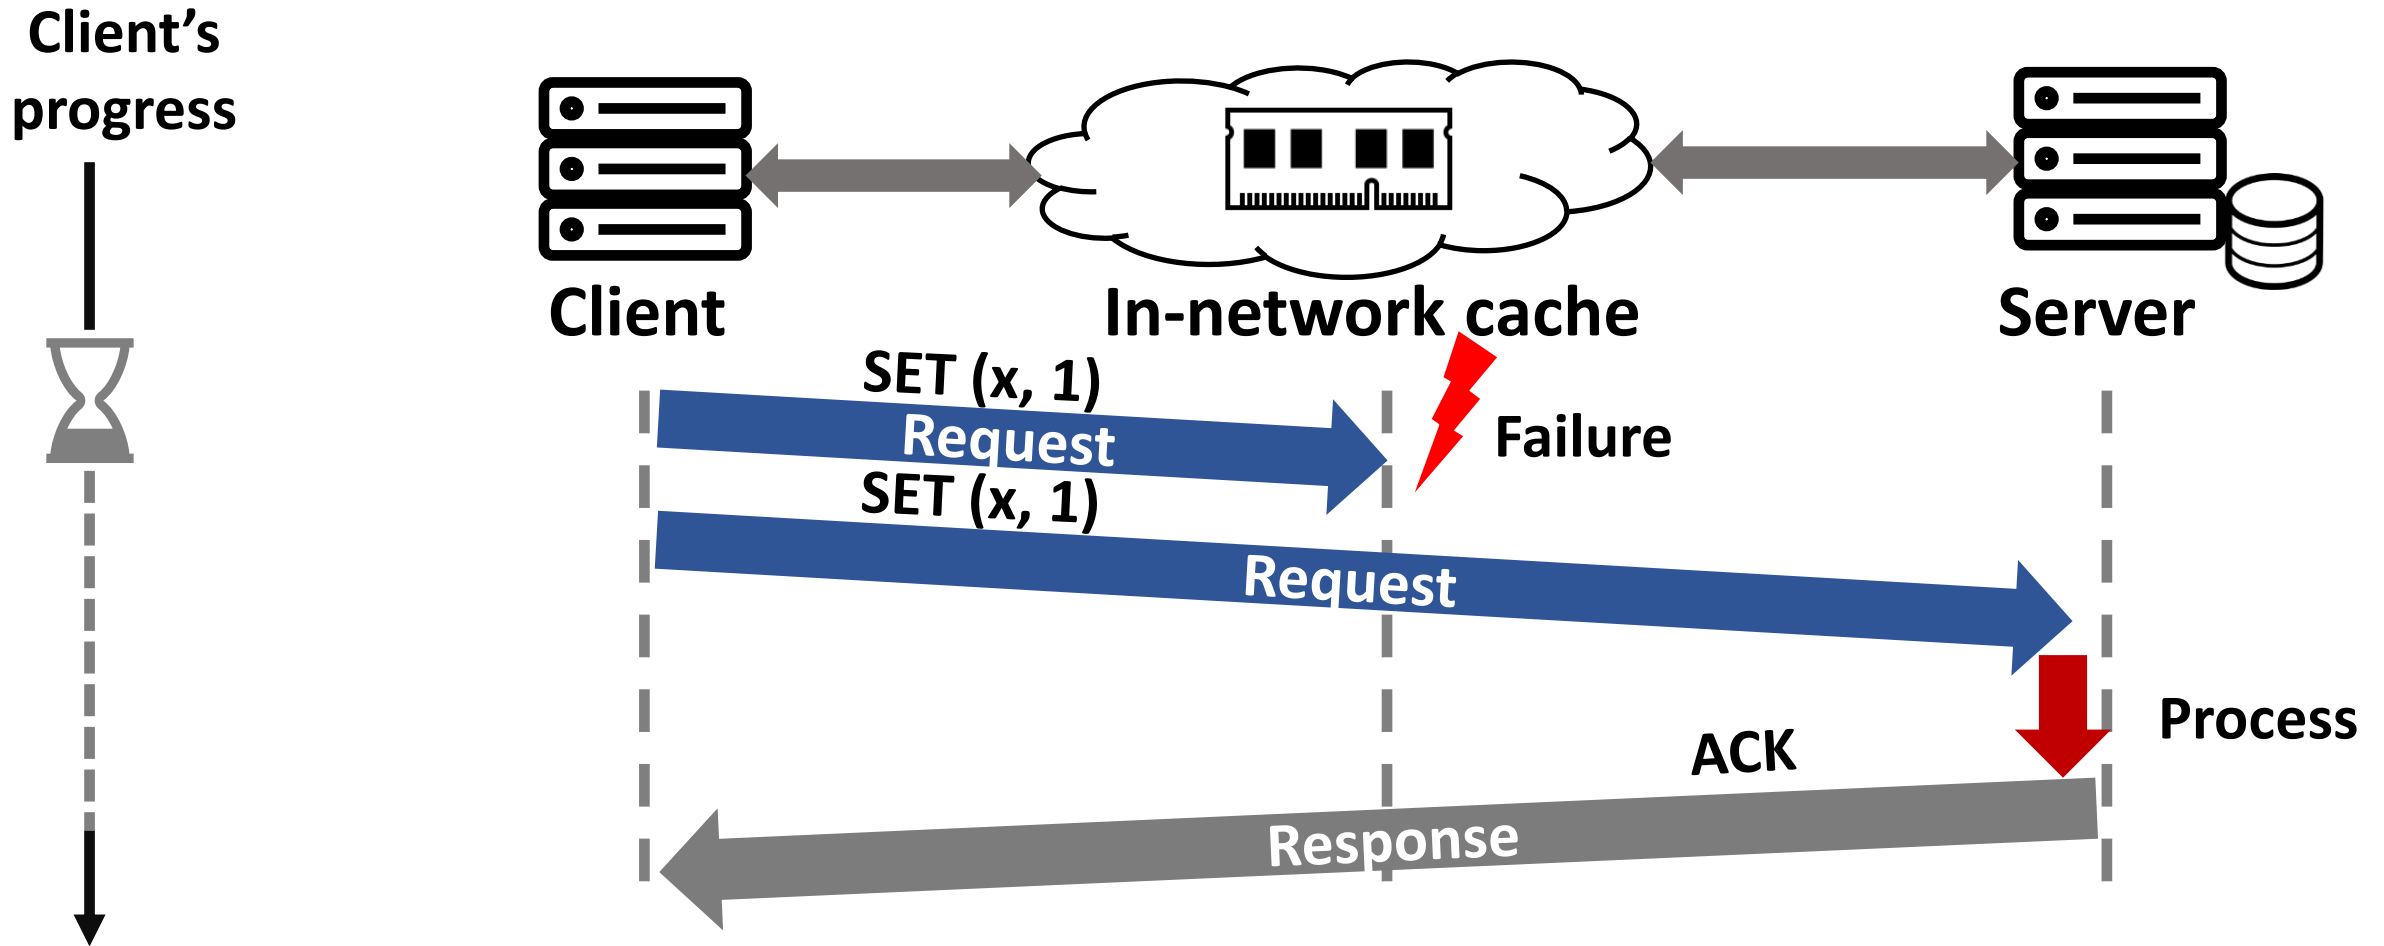 Client’s
progress
Client
In-network cache
Server
SET (x, 1)
Request
Failure
SET (x, 1)
Request
Process
ACK
Response